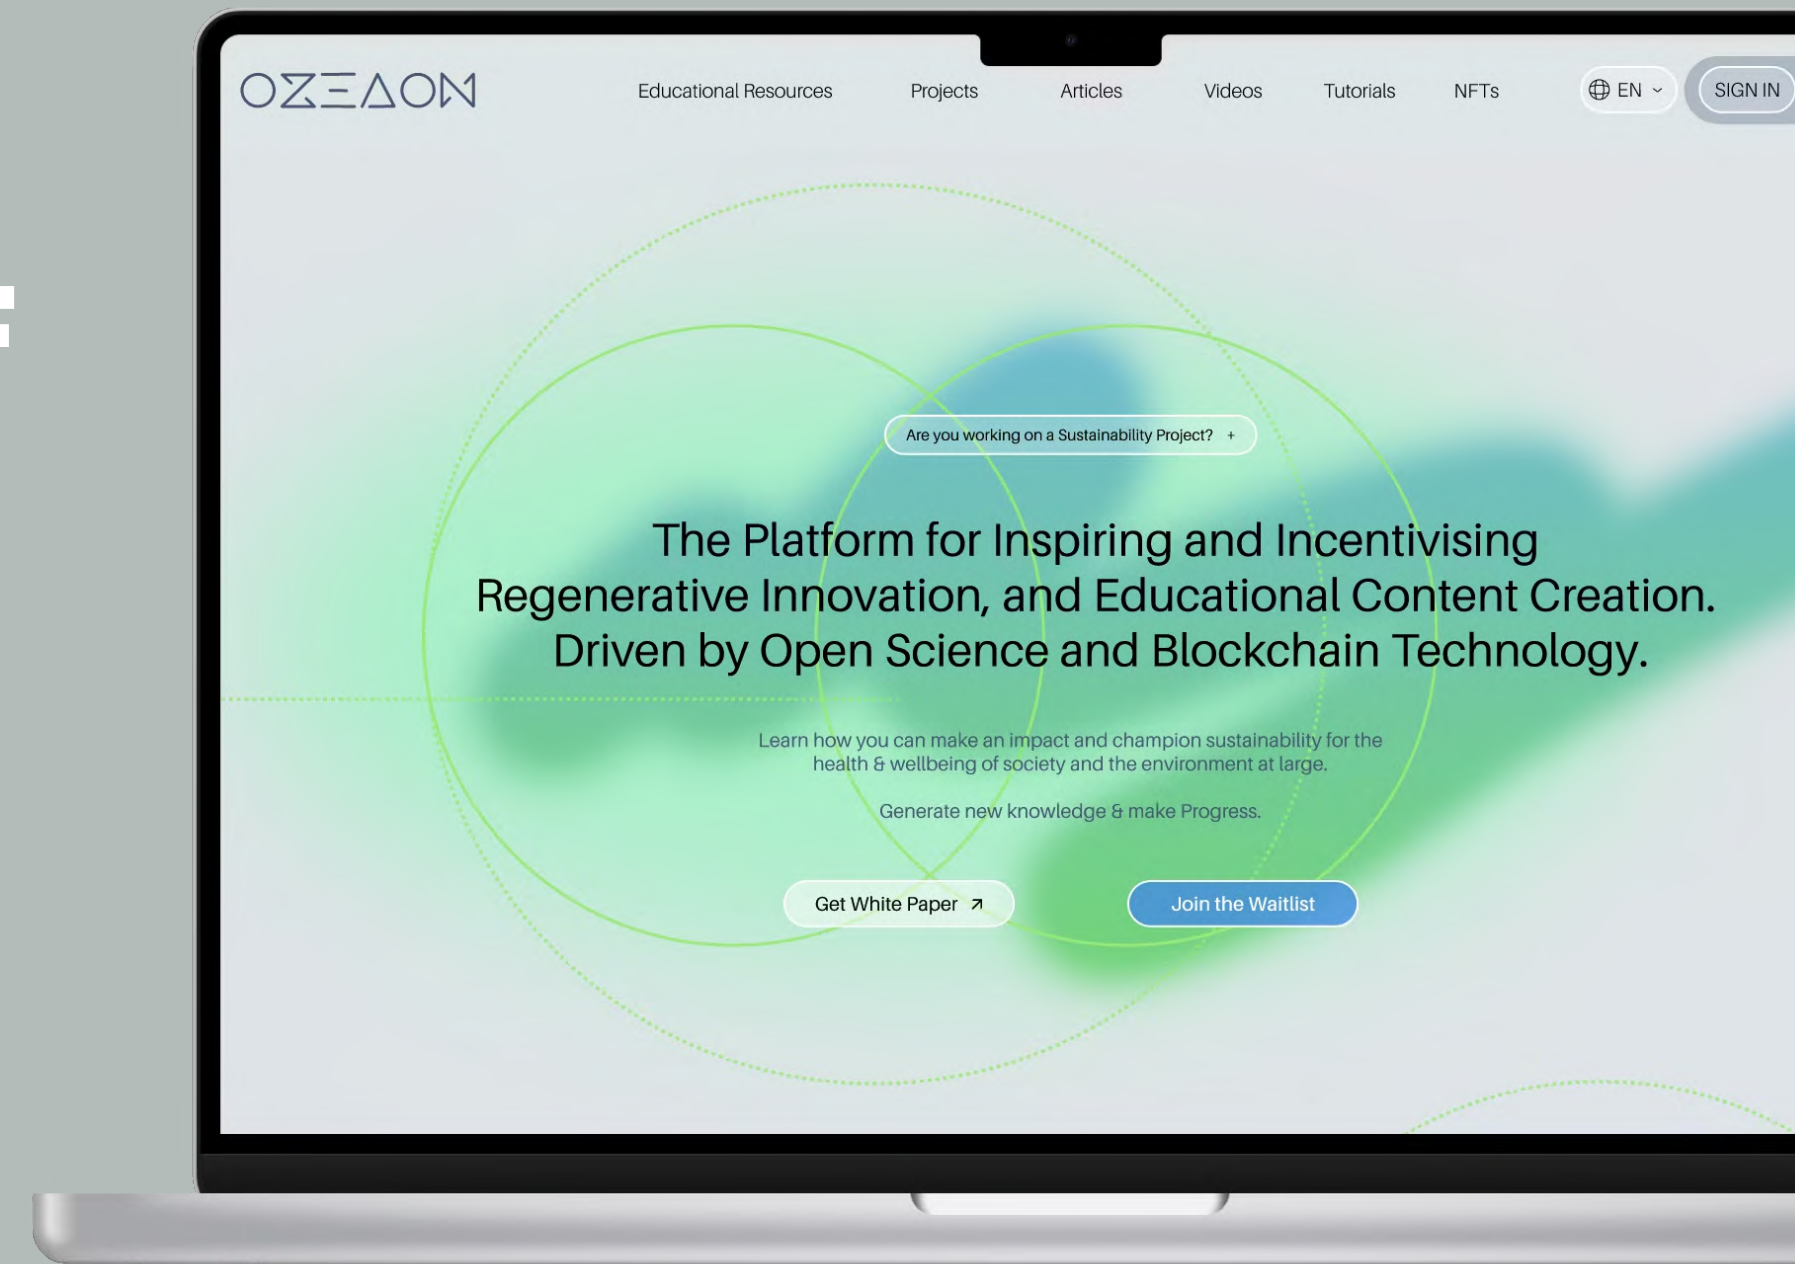 OZEAON
Educational Resources
Projects
Articles
Videos
Tutorials
NFTs
EN
SIGN IN
Are you working on a Sustainability Project? +
The Platform for Inspiring and Incentivising
Regenerative Innovation, and Educational Content Creation.
Driven by Open Science and Blockchain Technology.
Learn how you can make an impact and champion sustainability for the
health & wellbeing of society and the environment at large.
Generate new knowledge & make Progress.
Get White Paper ↗
Join the Waitlist